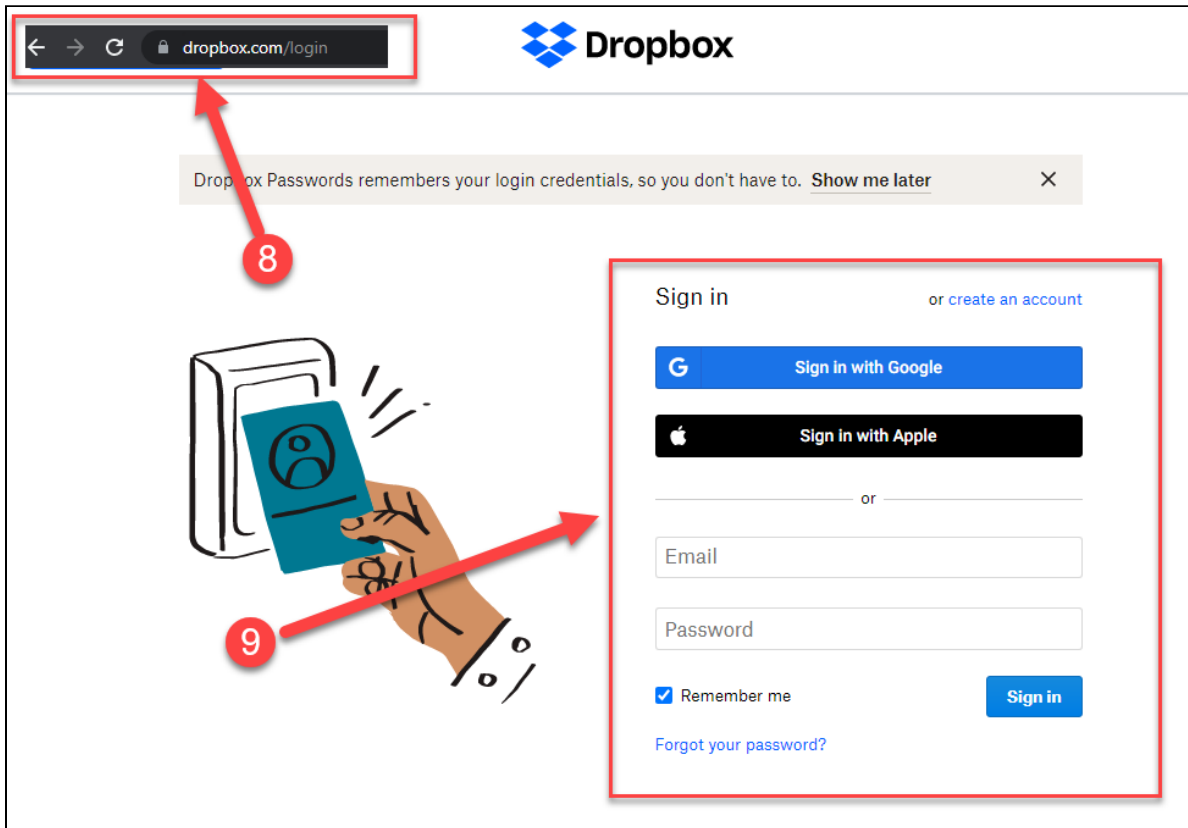 dropbox.com/login
Dropbox
Dropbox Passwords remembers your login credentials, so you don't have to. Show me later
8
Sign in
or create an account
G Sign in with Google
Sign in with Apple
or
Email
Password
9
Remember me
Sign in
Forgot your password?